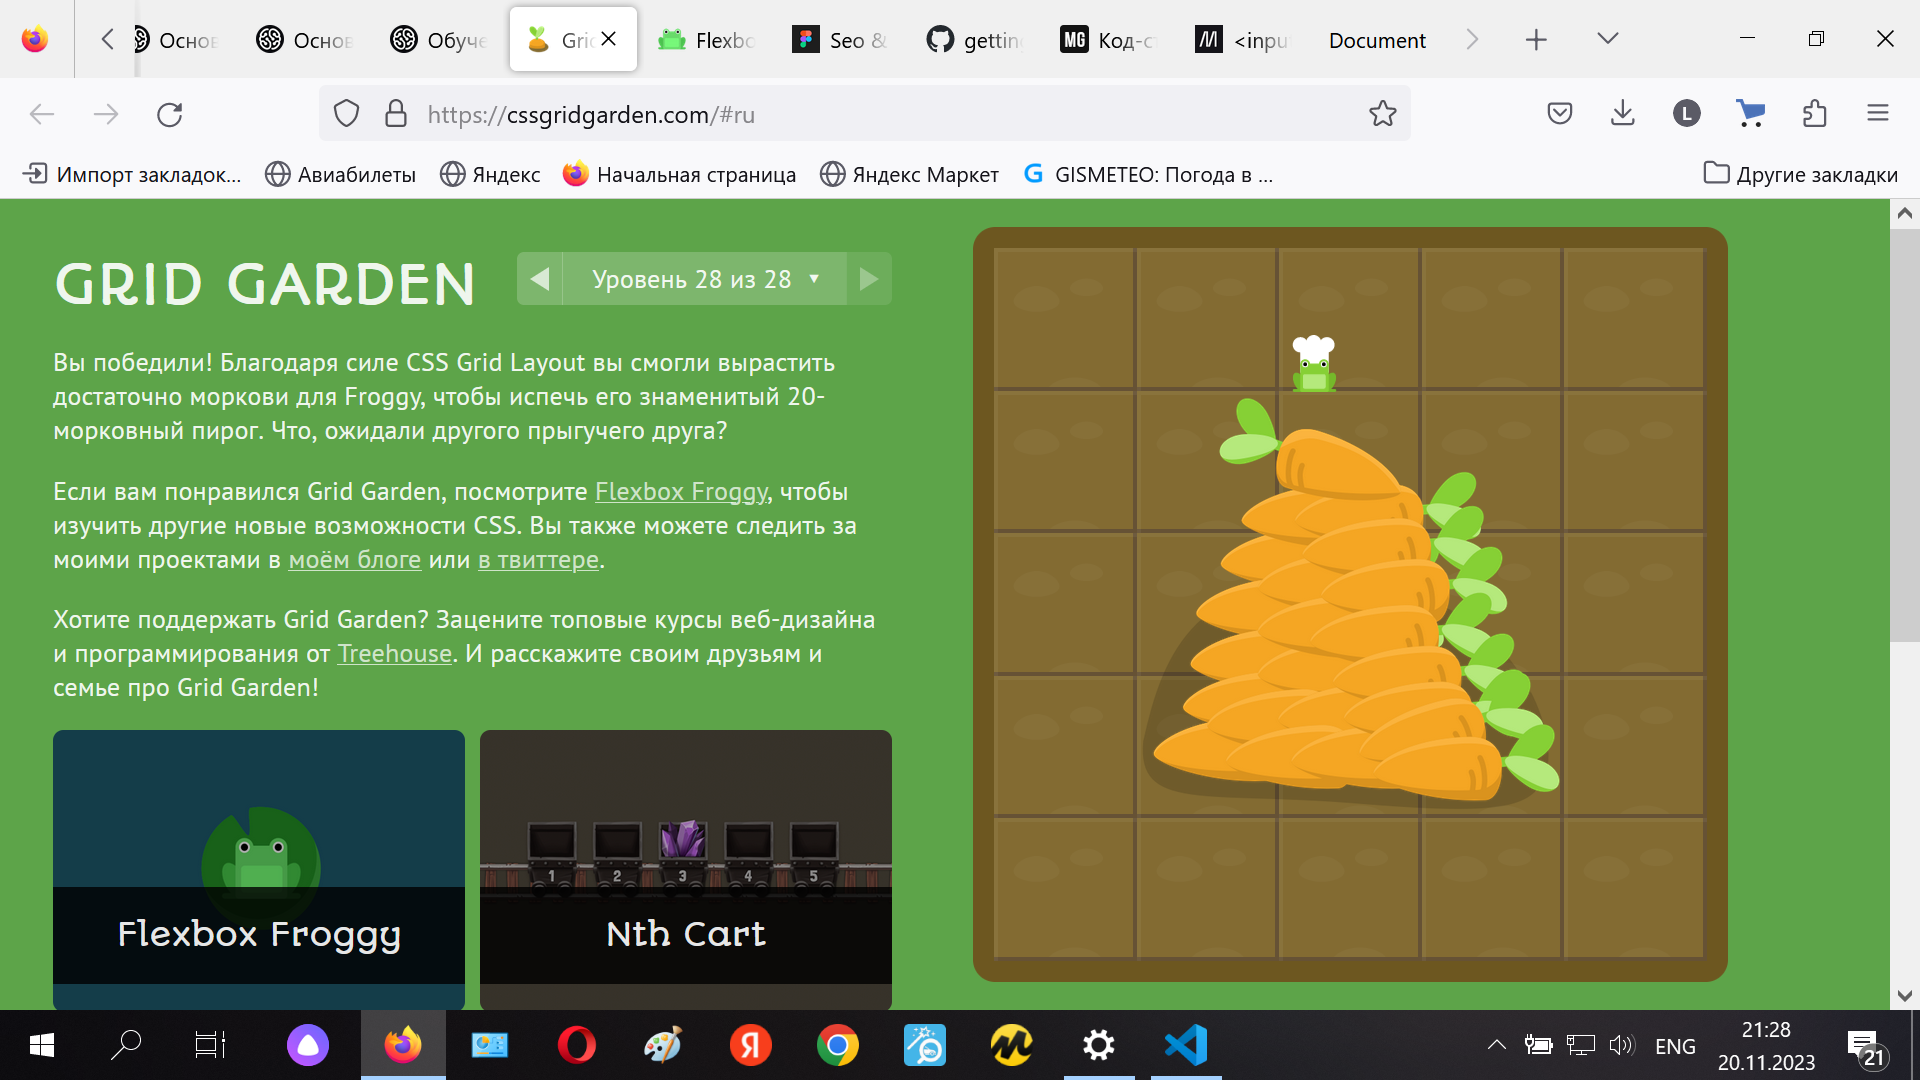 Основ
Основ
Обуче
Gri
Flexbo
Seo &
getting
MG Код-с
<inpu
Document
https://cssgridgarden.com/#ru
L
Импорт закладок...
Авиабилеты
Яндекс
Начальная страница
Яндекс Маркет
G GISMETEO: Погода в ...
Другие закладки
GRID GARDEN
Уровень 28 из 28
Вы победили! Благодаря силе CSS Grid Layout вы смогли вырастить
достаточно моркови для Froggy, чтобы испечь его знаменитый 20-
морковный пирог. Что, ожидали другого прыгучего друга?
Если вам понравился Grid Garden, посмотрите Flexbox Froggy, чтобы
изучить другие новые возможности CSS. Вы также можете следить за
моими проектами в моём блоге или в твиттере.
Хотите поддержать Grid Garden? Зацените топовые курсы веб-дизайна
и программирования от Treehouse. И расскажите своим друзьям и
семье про Grid Garden!
1 2 3 4 5
Flexbox Froggy
Nth Cart
Я
ENG
21:28
20.11.2023
21